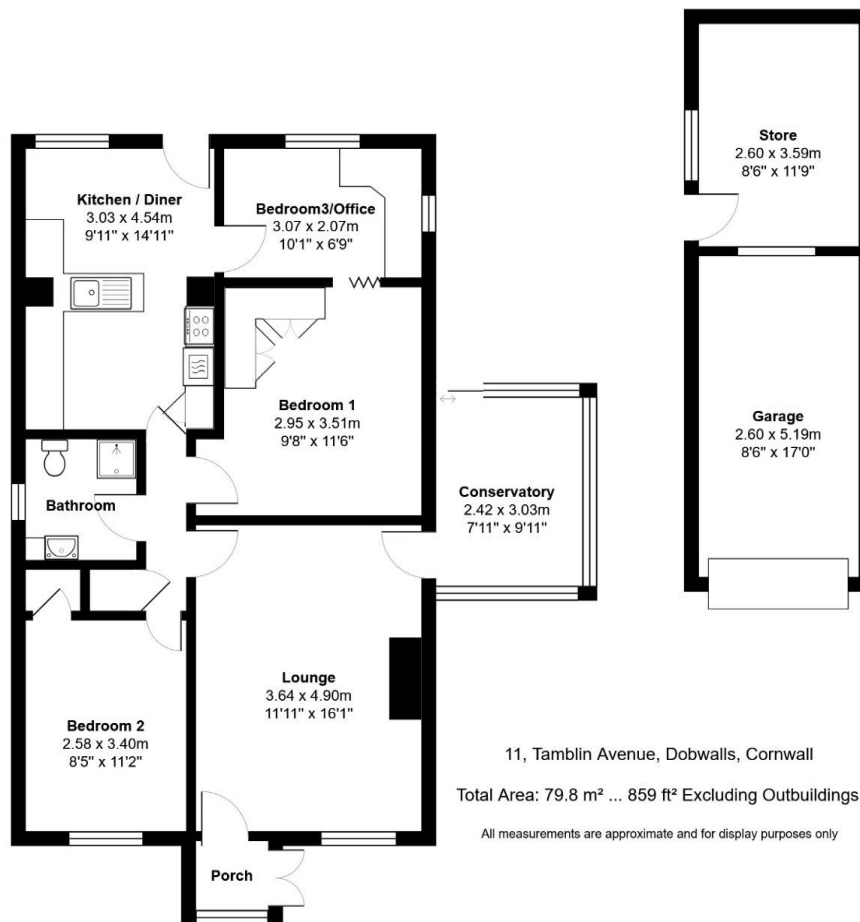 Kitchen / Diner
3.03 x 4.54m
9'11" x 14'11"
Bedroom3/Office
3.07 x 2.07m
10'1" x 6'9"
Bedroom 1
2.95 x 3.51m
9'8" x 11'6"
Bathroom
Conservatory
2.42 x 3.03m
7'11" x 9'11"
Lounge
3.64 x 4.90m
11'11" x 16'1"
Bedroom 2
2.58 x 3.40m
8'5" x 11'2"
Porch
Store
2.60 x 3.59m
8'6" x 11'9"
Garage
2.60 x 5.19m
8'6" x 17'0"
11, Tamblin Avenue, Dobwalls, Cornwall
Total Area: 79.8 m² ... 859 ft² Excluding Outbuildings
All measurements are approximate and for display purposes only